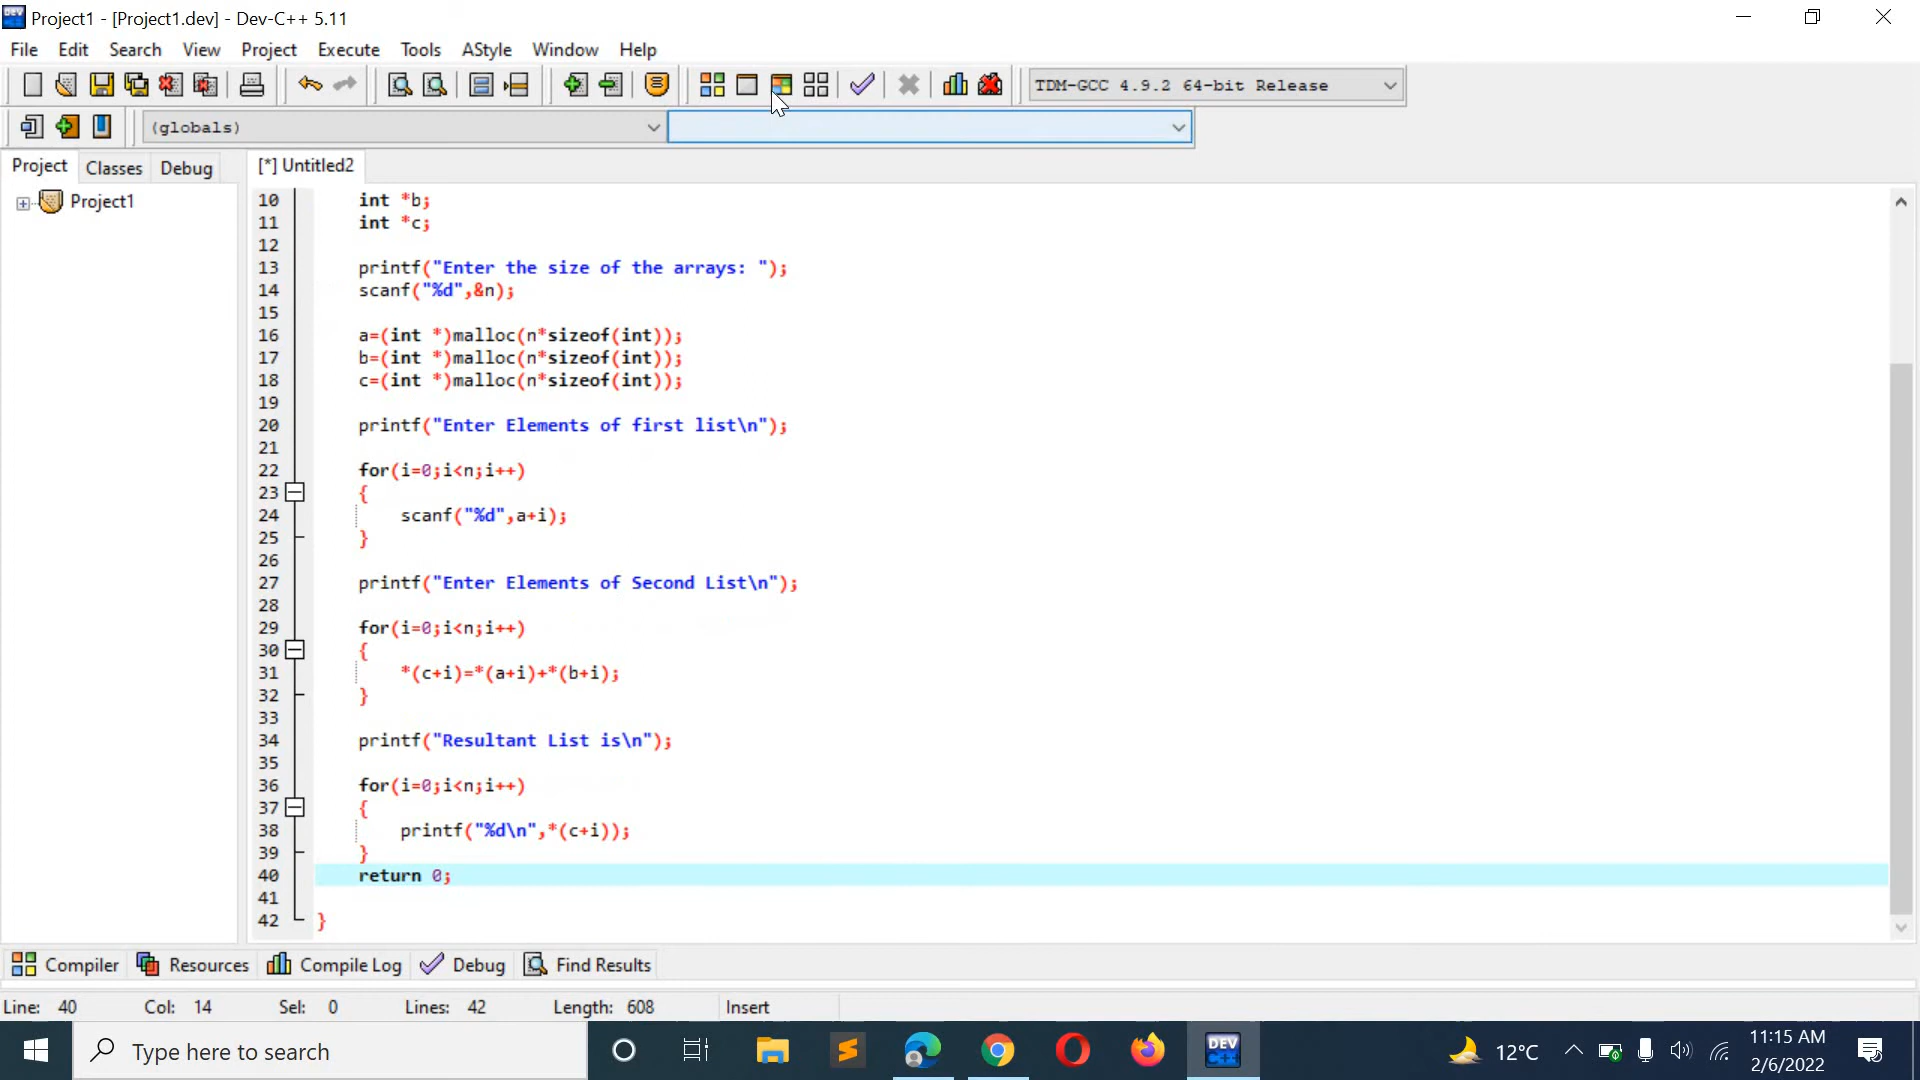 Project1 - [Project1.dev] - Dev-C++ 5.11
File Edit Search View Project Execute Tools AStyle Window Help
TDM-GCC 4.9.2 64-bit Release
(globals)
Project Classes Debug [*] Untitled2
Project1
10 int *b;
11 int *c;
12
13 printf("Enter the size of the arrays: ");
14 scanf("%d",&n);
15
16 a=(int *)malloc(n*sizeof(int));
17 b=(int *)malloc(n*sizeof(int));
18 c=(int *)malloc(n*sizeof(int));
19
20 printf("Enter Elements of first list\n");
21
22 for(i=0;i<n;i++)
23 {
24 scanf("%d",a+i);
25 }
26
27 printf("Enter Elements of Second List\n");
28
29 for(i=0;i<n;i++)
30 {
31 *(c+i)=*(a+i)+*(b+i);
32 }
33
34 printf("Resultant List is\n");
35
36 for(i=0;i<n;i++)
37 {
38 printf("%d\n",*(c+i));
39 }
40 return 0;
41
42 }
Compiler Resources Compile Log Debug Find Results
Line: 40 Col: 14 Sel: 0 Lines: 42 Length: 608 Insert
Type here to search
DEV C++
12°C
11:15 AM
2/6/2022